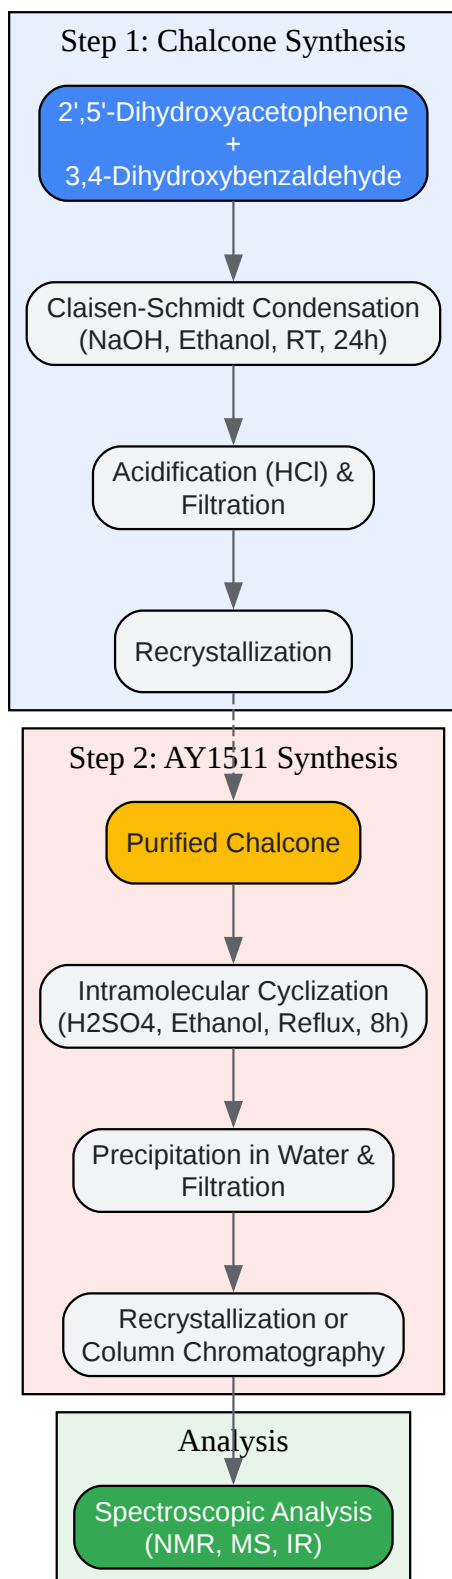 Step 1: Chalcone Synthesis
2',5'-Dihydroxyacetophenone
+
3,4-Dihydroxybenzaldehyde
Claisen-Schmidt Condensation
(NaOH, Ethanol, RT, 24h)
Acidification (HCl) &
Filtration
Recrystallization
Step 2: AY1511 Synthesis
Purified Chalcone
Intramolecular Cyclization
(H2SO4, Ethanol, Reflux, 8h)
Precipitation in Water &
Filtration
Recrystallization or
Column Chromatography
Analysis
Spectroscopic Analysis
(NMR, MS, IR)